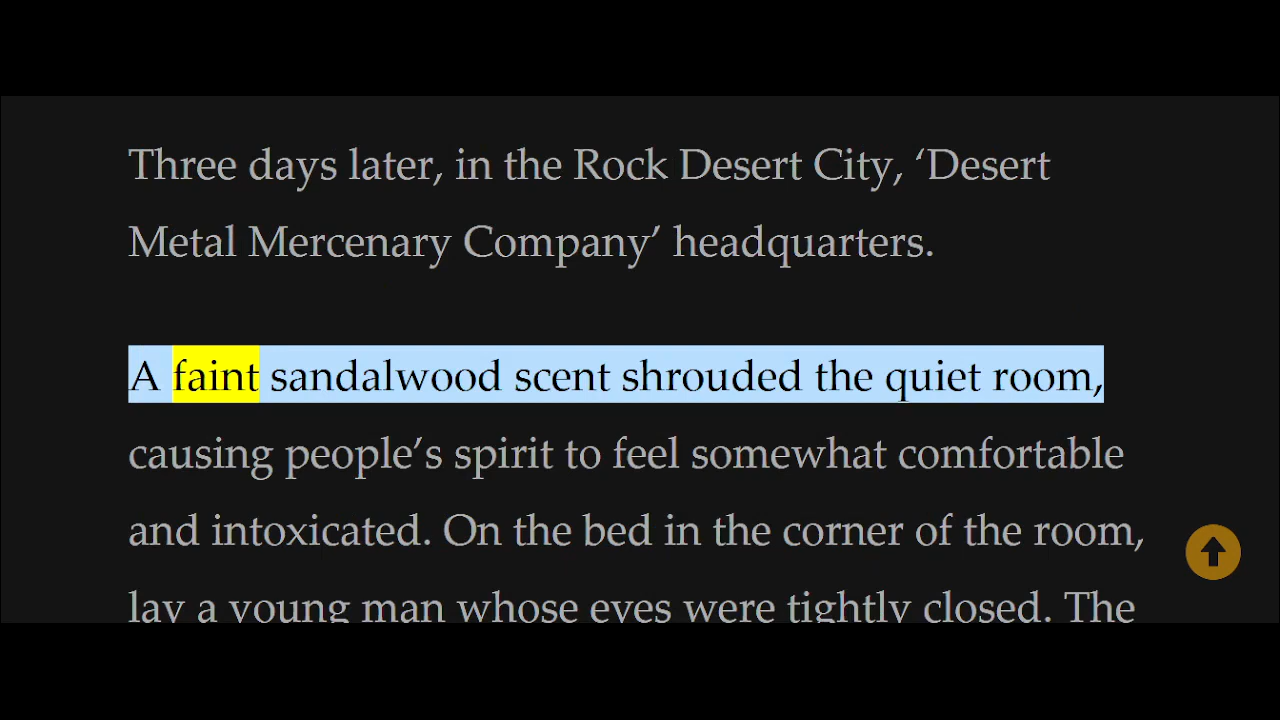 Three days later, in the Rock Desert City, ‘Desert
Metal Mercenary Company’ headquarters.
A faint sandalwood scent shrouded the quiet room,
causing people’s spirit to feel somewhat comfortable
and intoxicated. On the bed in the corner of the room,
lay a young man whose eyes were tightly closed. The